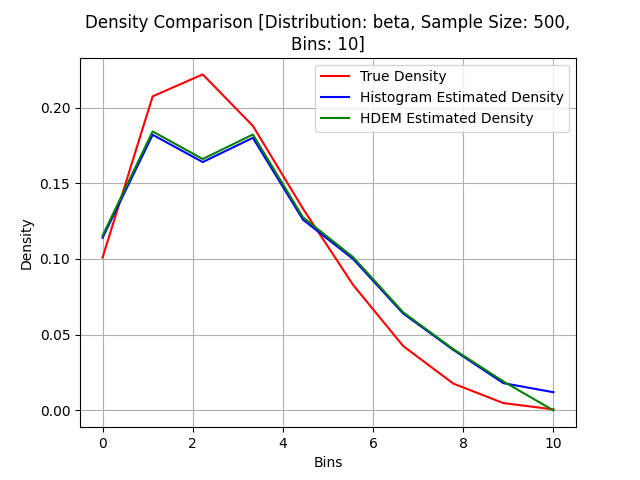 Density Comparison [Distribution: beta, Sample Size: 500,
Bins: 10]
True Density
Histogram Estimated Density
HDEM Estimated Density
Density
0.20
0.15
0.10
0.05
0.00
0 2 4 6 8 10
Bins